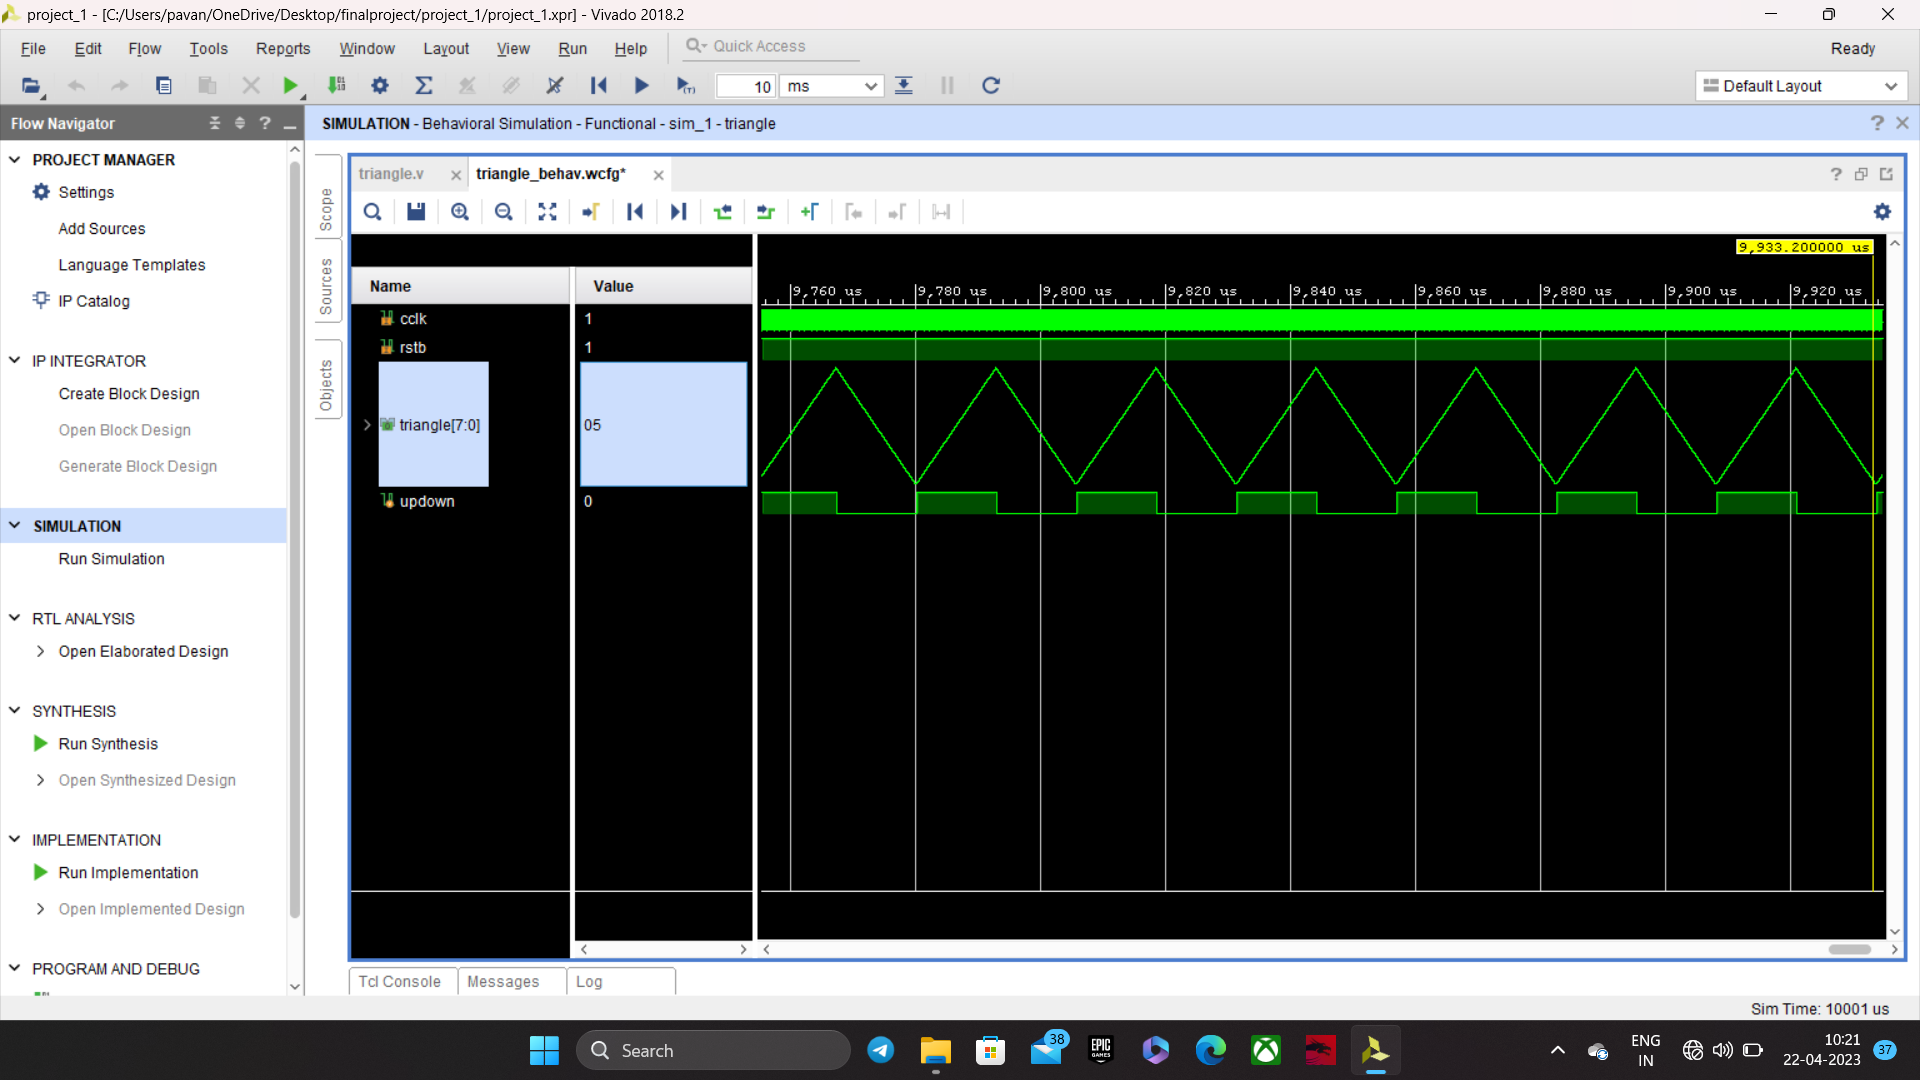 project_1 - [C:/Users/pavan/OneDrive/Desktop/finalproject/project_1/project_1.xpr] - Vivado 2018.2
File Edit Flow Tools Reports Window Layout View Run Help Quick Access Ready
10 ms Default Layout
Flow Navigator
SIMULATION - Behavioral Simulation - Functional - sim_1 - triangle
PROJECT MANAGER
Settings
Add Sources
Language Templates
IP Catalog
IP INTEGRATOR
Create Block Design
Open Block Design
Generate Block Design
SIMULATION
Run Simulation
RTL ANALYSIS
Open Elaborated Design
SYNTHESIS
Run Synthesis
Open Synthesized Design
IMPLEMENTATION
Run Implementation
Open Implemented Design
PROGRAM AND DEBUG
Scope
Sources
Objects
triangle.v triangle_behav.wcfg*
9,933.200000 us
Name Value
9,760 us 9,780 us 9,800 us 9,820 us 9,840 us 9,860 us 9,880 us 9,900 us 9,920 us
cclk 1
rstb 1
triangle[7:0] 05
updown 0
Tcl Console Messages Log
Sim Time: 10001 us
Search
38
EPIC GAMES
ENG
IN
10:21
22-04-2023
37